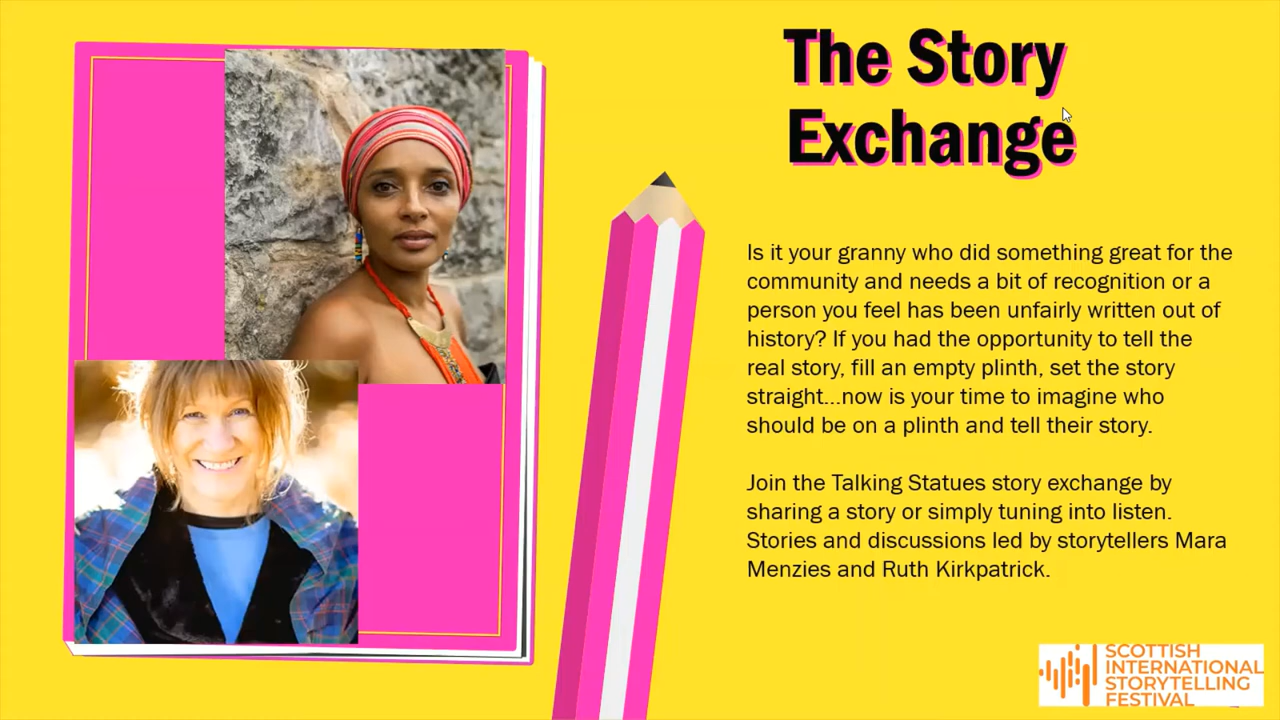 The Story
Exchange
Is it your granny who did something great for the
community and needs a bit of recognition or a
person you feel has been unfairly written out of
history? If you had the opportunity to tell the
real story, fill an empty plinth, set the story
straight...now is your time to imagine who
should be on a plinth and tell their story.
Join the Talking Statues story exchange by
sharing a story or simply tuning into listen.
Stories and discussions led by storytellers Mara
Menzies and Ruth Kirkpatrick.
SCOTTISH
INTERNATIONAL
STORYTELLING
FESTIVAL